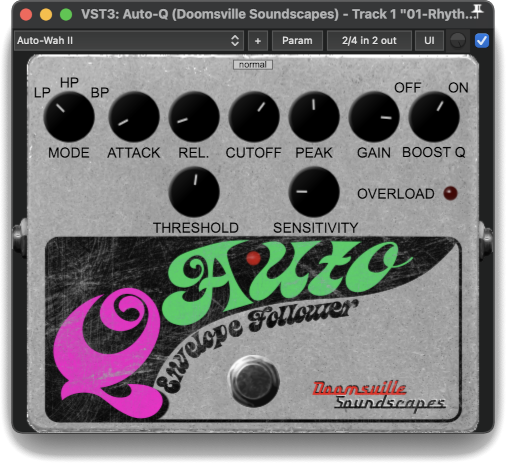 VST3: Auto-Q (Doomsville Soundscapes) - Track 1 "01-Rhyth...
Auto-Wah II
+
Param
2/4 in 2 out
UI
normal
LP
HP
BP
OFF
ON
MODE
ATTACK
REL.
CUTOFF
PEAK
GAIN
BOOST Q
OVERLOAD
THRESHOLD
SENSITIVITY
Q Auto
Envelope Follower
Doomsville
Soundscapes